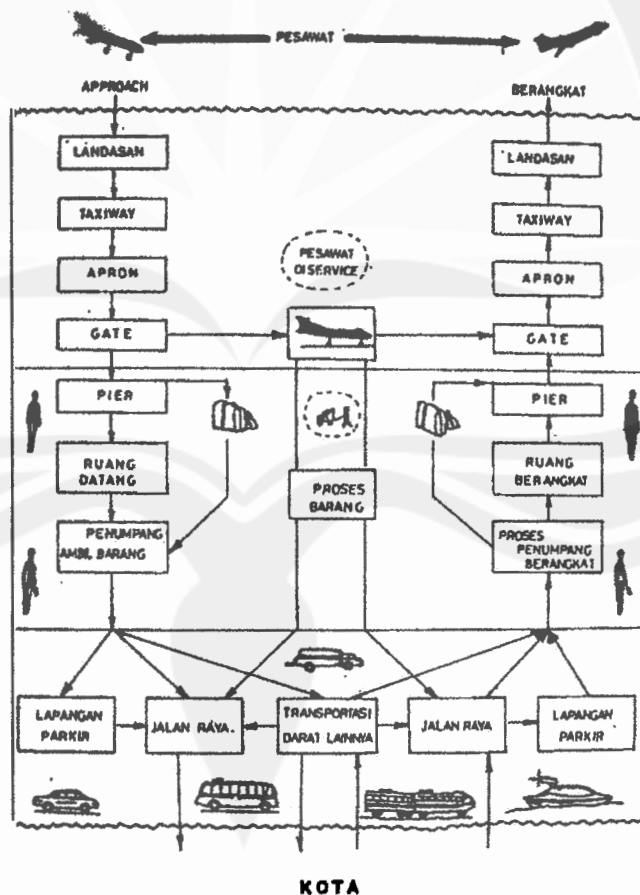 PESAWAT
APPROACH
BERANGKAT
LANDASAN
LANDASAN
TAXIWAY
TAXIWAY
PESAWAT
DISERVICE
APRON
APRON
GATE
GATE
PIER
PIER
RUANG
DATANG
PROSES
BARANG
RUANG
BERANGKAT
PENUMPANG
AMBIL BARANG
PROSES
PENUMPANG
BERANGKAT
LAPANGAN
PARKIR
JALAN RAYA.
TRANSPORTASI
DARAT LAINNYA
JALAN RAYA
LAPANGAN
PARKIR
KOTA